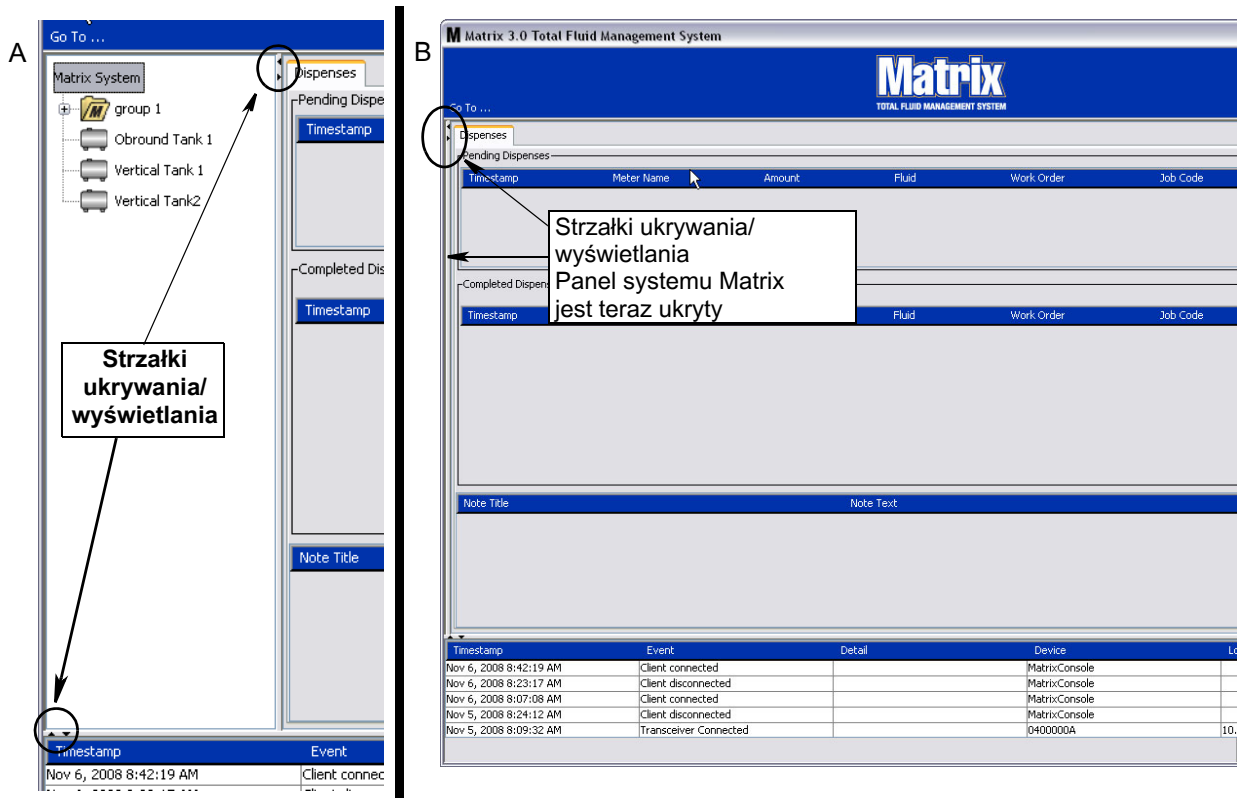 A
Go To ...
Matrix System
group 1
Obround Tank 1
Vertical Tank 1
Vertical Tank2
Dispenses
Pending Dispe
Timestamp
Completed Dis
Timestamp
Strzałki
ukrywania/
wyświetlania
Note Title
Timestamp Event
Nov 6, 2008 8:42:19 AM Client connec
B
M Matrix 3.0 Total Fluid Management System
Matrix
TOTAL FLUID MANAGEMENT SYSTEM
Go To ...
Dispenses
Pending Dispenses
Timestamp Meter Name Amount Fluid Work Order Job Code
Strzałki ukrywania/
wyświetlania
Panel systemu Matrix
jest teraz ukryty
Completed Dispen
Timestamp Fluid Work Order Job Code
Note Title Note Text
Timestamp Event Detail Device Lo
Nov 6, 2008 8:42:19 AM Client connected MatrixConsole
Nov 6, 2008 8:23:17 AM Client disconnected MatrixConsole
Nov 6, 2008 8:07:08 AM Client connected MatrixConsole
Nov 5, 2008 8:24:12 AM Client disconnected MatrixConsole
Nov 5, 2008 8:09:32 AM Transceiver Connected 0400000A 10.